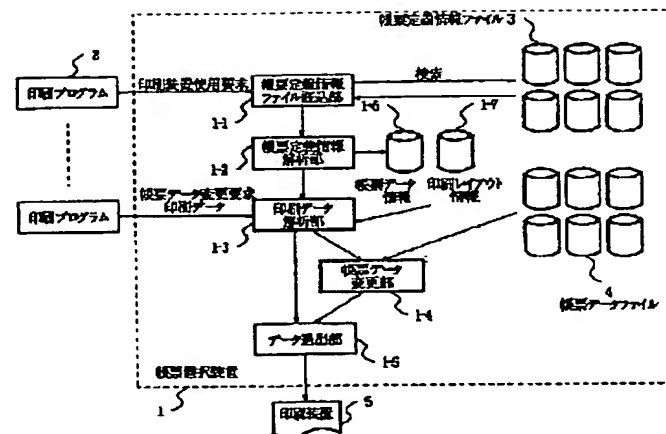 帳票定義情報ファイル 3
2
印刷プログラム
印刷装置使用要求
帳票定義情報
ファイル読込部
検索
1-1
1-6
1-7
帳票定義情報
解析部
1-2
帳票データ
情報
印刷レイアウト
情報
帳票データ変更要求
印刷データ
印刷プログラム
印刷データ
解析部
1-3
帳票データ
変更部
1-4
4
帳票データファイル
データ送出部
1-5
帳票選択装置
1
5
印刷装置